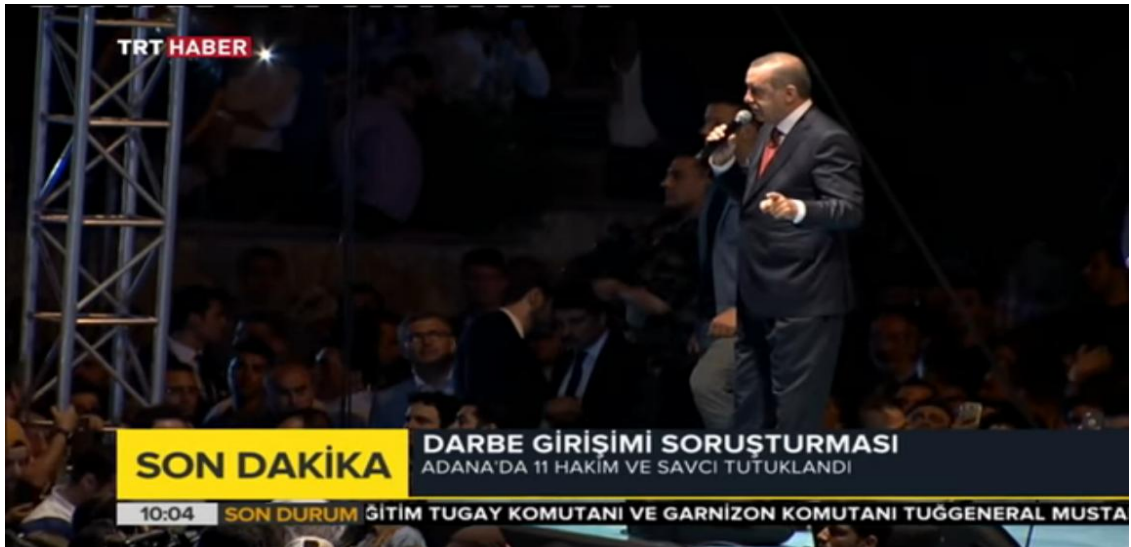 TRT HABER
DARBE GİRİŞİMİ SORUŞTURMASI
SON DAKİKA
ADANA'DA 11 HAKİM VE SAVCI TUTUKLANDI
10:04 SON DURUM ĞİTİM TUGAY KOMUTANI VE GARNİZON KOMUTANI TUĞGENERAL MUSTA